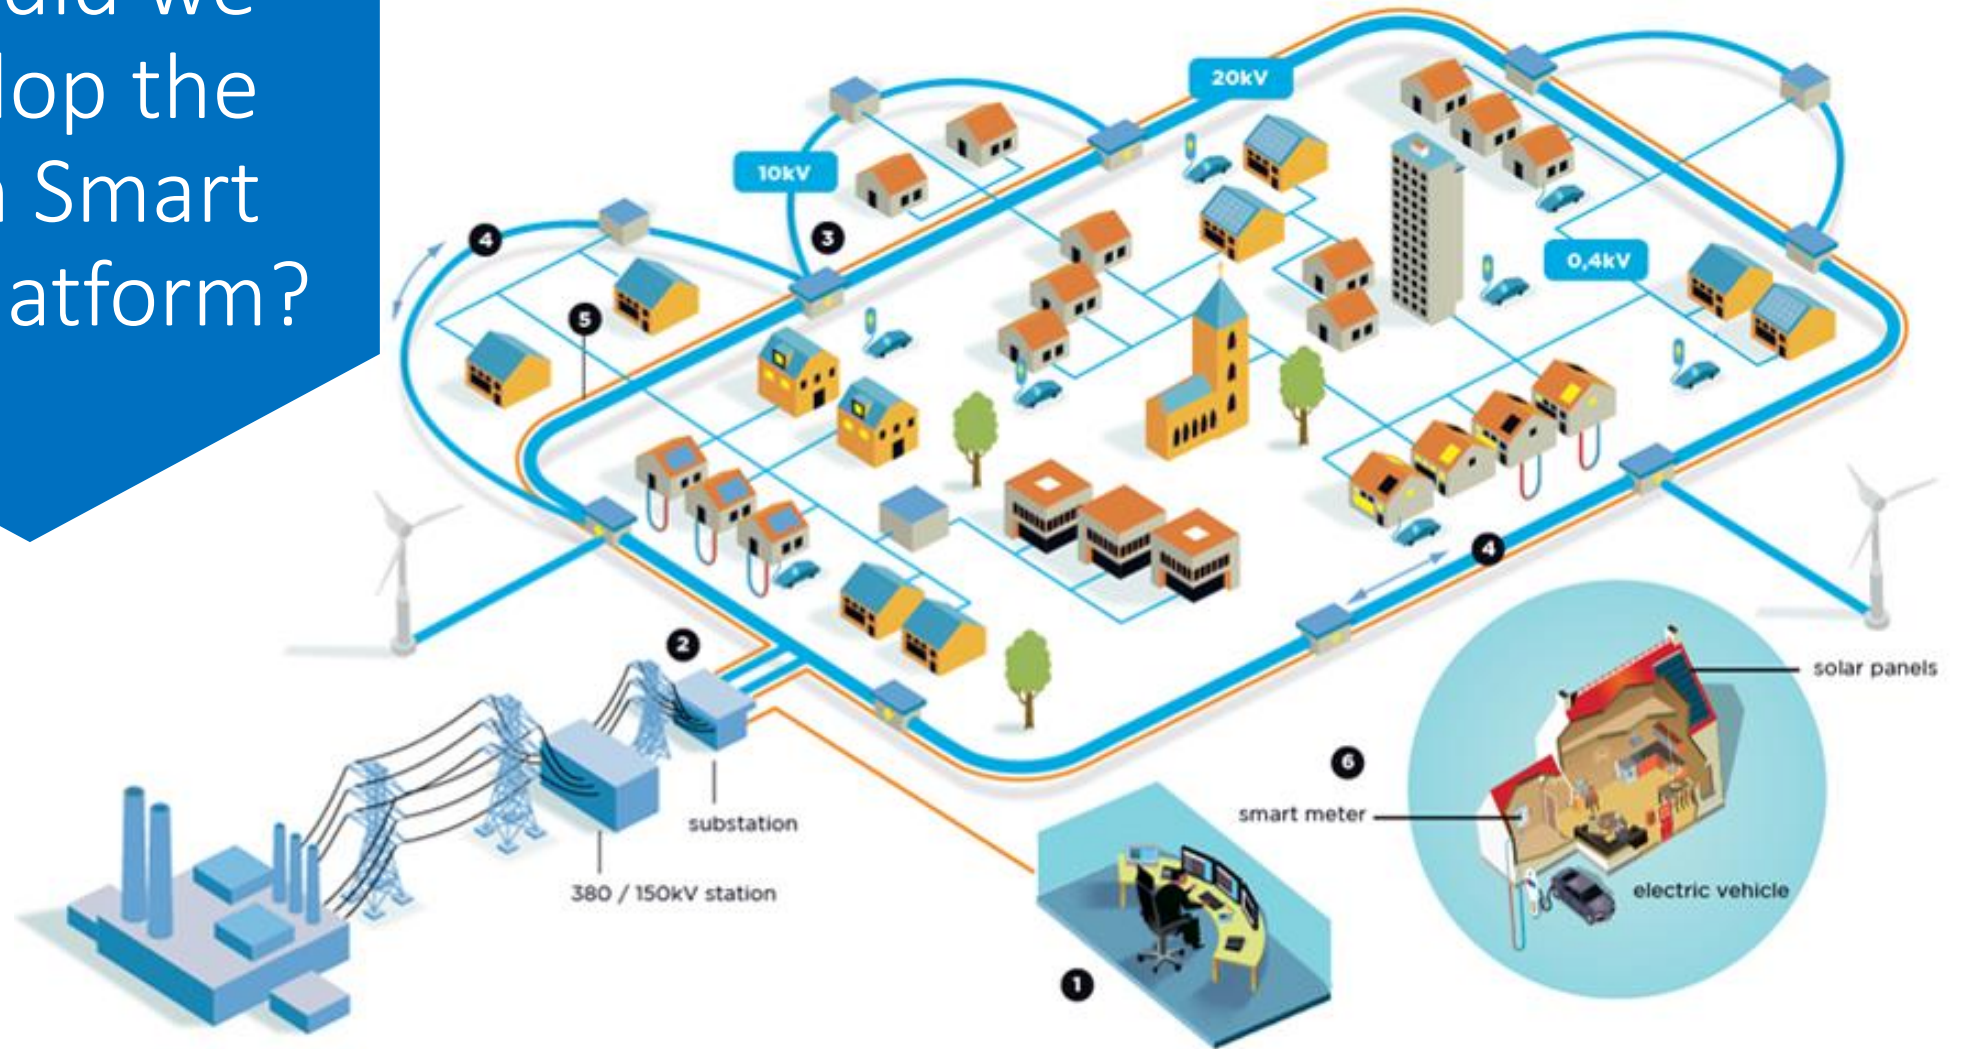 lop the
Smart
atform?
20kV
10kV
4
3
0,4kV
5
4
2
solar panels
6
smart meter
substation
380 / 150kV station
electric vehicle
1